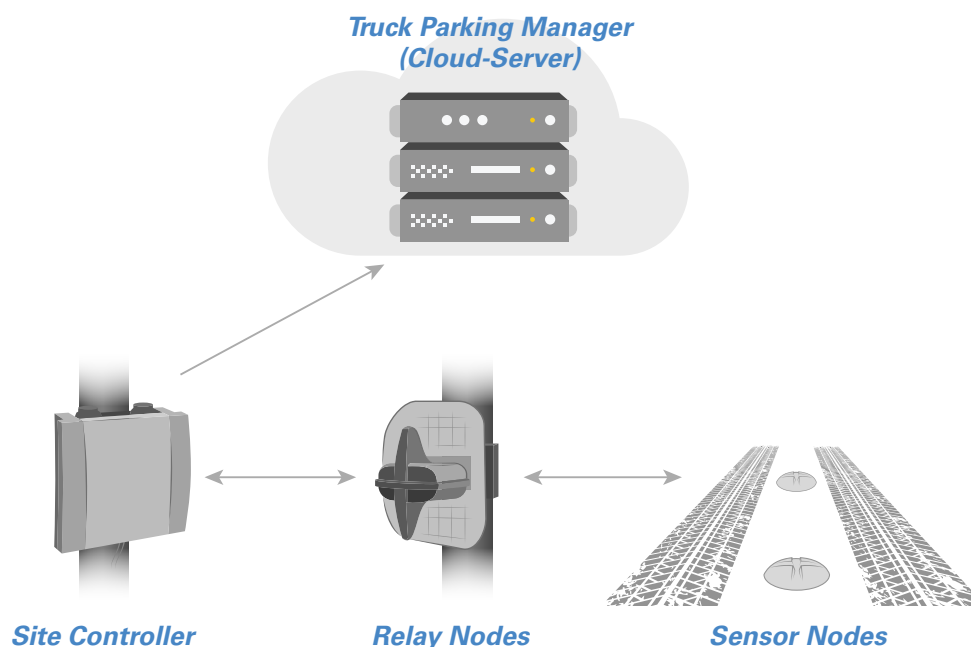 Truck Parking Manager
(Cloud-Server)
Site Controller
Relay Nodes
Sensor Nodes